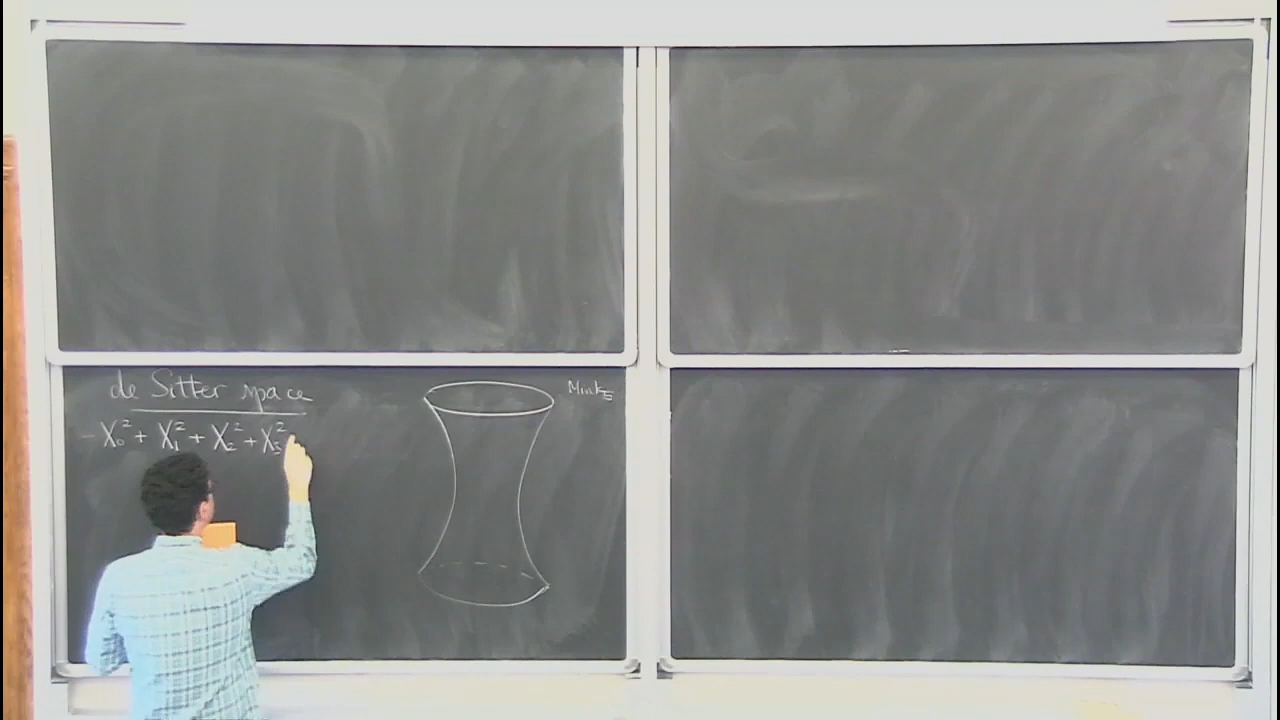 de Sitter space
Mink₅
- X₀² + X₁² + X₂² + X₃²